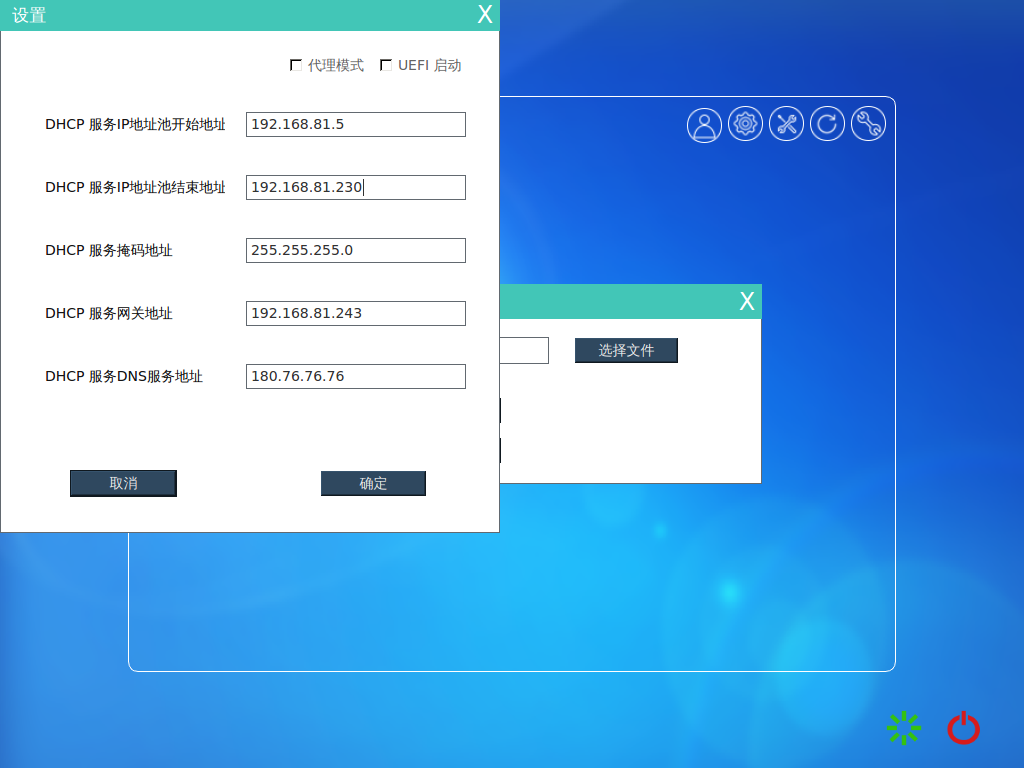 设置 X
代理模式 UEFI 启动
DHCP 服务IP地址池开始地址 192.168.81.5
DHCP 服务IP地址池结束地址 192.168.81.230
DHCP 服务掩码地址 255.255.255.0
DHCP 服务网关地址 192.168.81.243
DHCP 服务DNS服务地址 180.76.76.76
取消 确定
X
选择文件